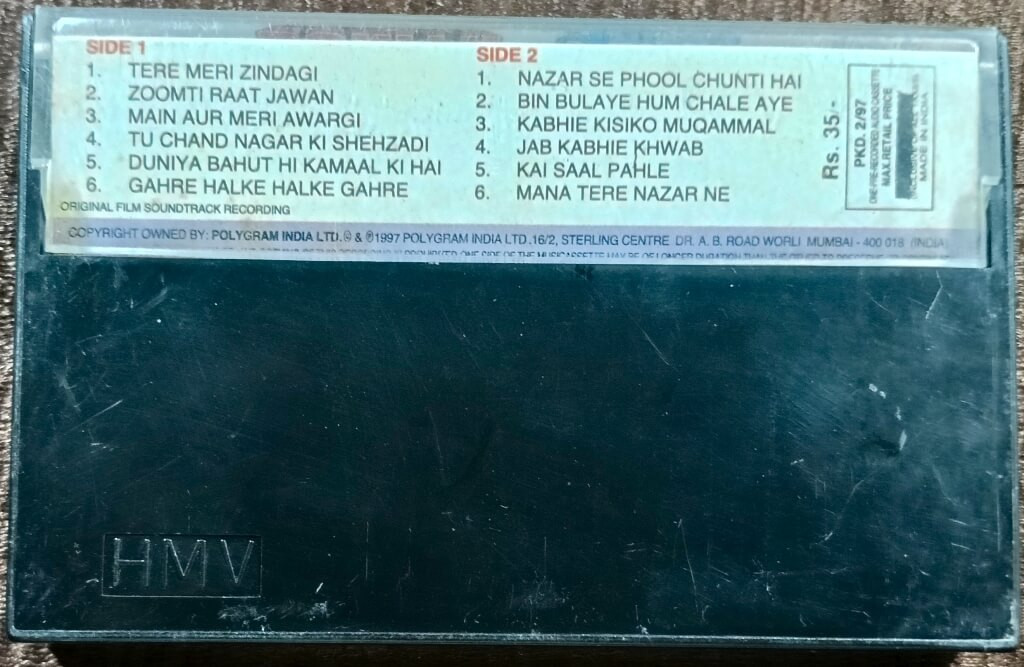 SIDE 1
1. TERE MERI ZINDAGI
2. ZOOMTI RAAT JAWAN
3. MAIN AUR MERI AWARGI
4. TU CHAND NAGAR KI SHEHZADI
5. DUNIYA BAHUT HI KAMAAL KI HAI
6. GAHRE HALKE HALKE GAHRE
ORIGINAL FILM SOUNDTRACK RECORDING
SIDE 2
1. NAZAR SE PHOOL CHUNTI HAI
2. BIN BULAYE HUM CHALE AYE
3. KABHIE KISIKO MUQAMMAL
4. JAB KABHIE KHWAB
5. KAI SAAL PAHLE
6. MANA TERE NAZAR NE
Rs. 35/-
PKD. 2/97
ONE PRE-RECORDED AUDIO CASSETTE
MAX. RETAIL PRICE
MADE IN INDIA
COPYRIGHT OWNED BY: POLYGRAM INDIA LTD. © & ℗ 1997 POLYGRAM INDIA LTD. 16/2, STERLING CENTRE DR. A. B. ROAD WORLI MUMBAI - 400 018 (INDIA)
HMV